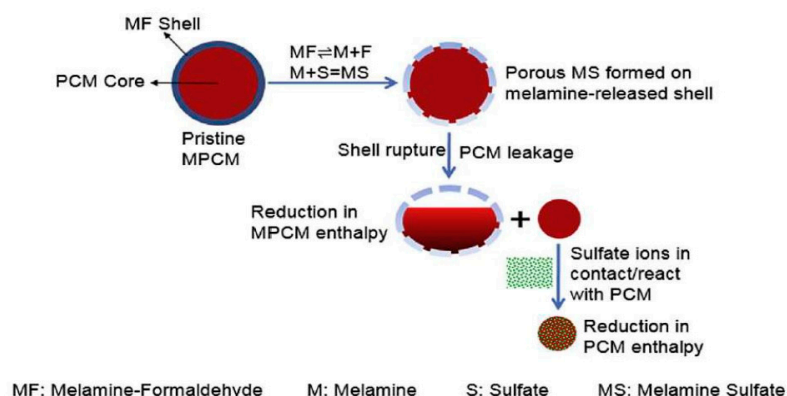 MF Shell
PCM Core
Pristine
MPCM
MF⇌M+F
M+S=MS
Porous MS formed on
melamine-released shell
Shell rupture
PCM leakage
Reduction in
MPCM enthalpy
+
Sulfate ions in
contact/react
with PCM
Reduction in
PCM enthalpy
MF: Melamine-Formaldehyde M: Melamine S: Sulfate MS: Melamine Sulfate